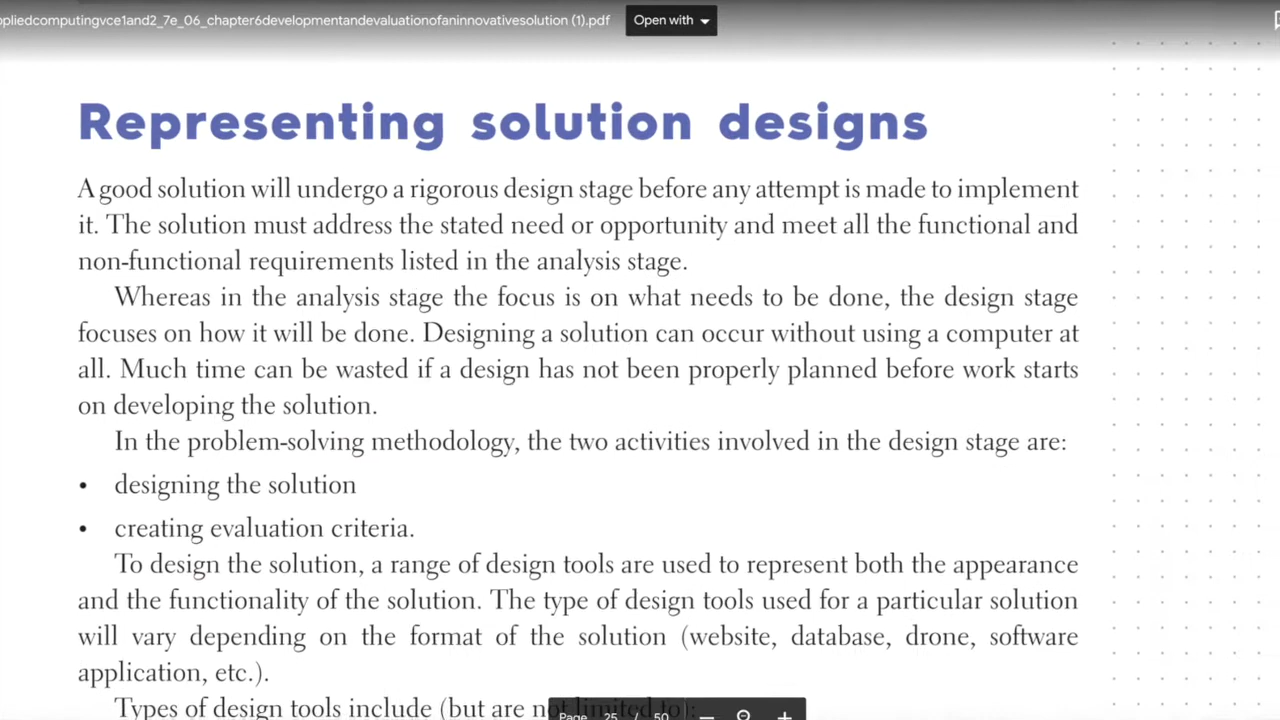 ppliedcomputingvce1and2_7e_06_chapter6developmentandevaluationofaninnovativesolution (1).pdf Open with
Representing solution designs
A good solution will undergo a rigorous design stage before any attempt is made to implement
it. The solution must address the stated need or opportunity and meet all the functional and
non-functional requirements listed in the analysis stage.
Whereas in the analysis stage the focus is on what needs to be done, the design stage
focuses on how it will be done. Designing a solution can occur without using a computer at
all. Much time can be wasted if a design has not been properly planned before work starts
on developing the solution.
In the problem-solving methodology, the two activities involved in the design stage are:
• designing the solution
• creating evaluation criteria.
To design the solution, a range of design tools are used to represent both the appearance
and the functionality of the solution. The type of design tools used for a particular solution
will vary depending on the format of the solution (website, database, drone, software
application, etc.).
Types of design tools include (but are not limited to):
Page 25 / 50